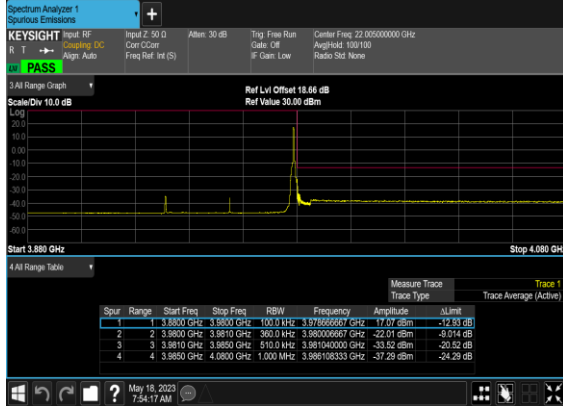 Spectrum Analyzer 1
Spurious Emissions
+
KEYSIGHT Input: RF Input Z: 50 Ω Atten: 30 dB Trig: Free Run Center Freq: 22.005000000 GHz
R T Coupling: DC Corr CCorr Gate: Off Avg|Hold: 100/100
Align: Auto Freq Ref: Int (S) IF Gain: Low Radio Std: None
LXI PASS
3 All Range Graph
Ref Lvl Offset 18.66 dB
Scale/Div 10.0 dB Ref Value 30.00 dBm
Log
20.0
10.0
0.00
-10.0
-20.0
-30.0
-40.0
-50.0
-60.0
Start 3.880 GHz Stop 4.080 GHz
4 All Range Table
Measure Trace Trace 1
Trace Type Trace Average (Active)
Spur Range Start Freq Stop Freq RBW Frequency Amplitude ΔLimit
1 1 3.8800 GHz 3.9800 GHz 100.0 kHz 3.978666667 GHz 17.07 dBm -12.93 dB
2 2 3.9800 GHz 3.9810 GHz 360.0 kHz 3.980006667 GHz -22.01 dBm -9.014 dB
3 3 3.9810 GHz 3.9850 GHz 510.0 kHz 3.981040000 GHz -33.52 dBm -20.52 dB
4 4 3.9850 GHz 4.0800 GHz 1.000 MHz 3.986108333 GHz -37.29 dBm -24.29 dB
May 18, 2023
7:54:17 AM